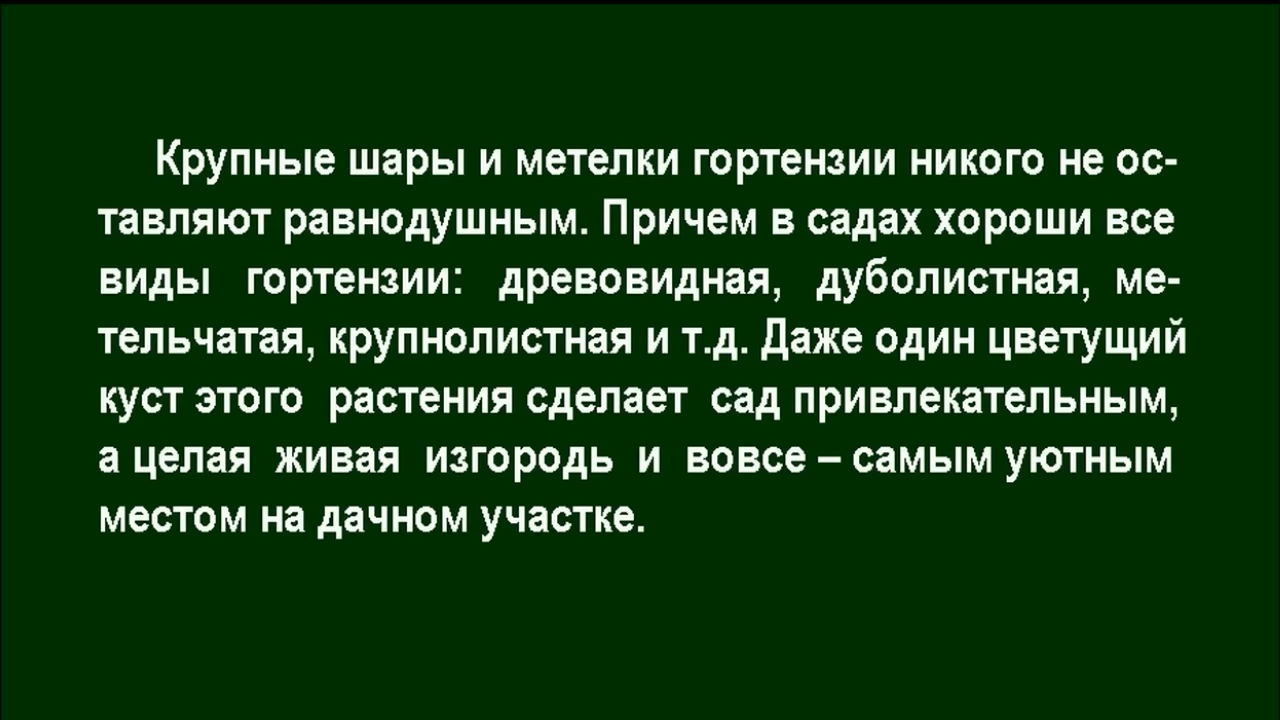 Крупные шары и метелки гортензии никого не ос-
тавляют равнодушным. Причем в садах хороши все
виды гортензии: древовидная, дуболистная, ме-
тельчатая, крупнолистная и т.д. Даже один цветущий
куст этого растения сделает сад привлекательным,
а целая живая изгородь и вовсе – самым уютным
местом на дачном участке.